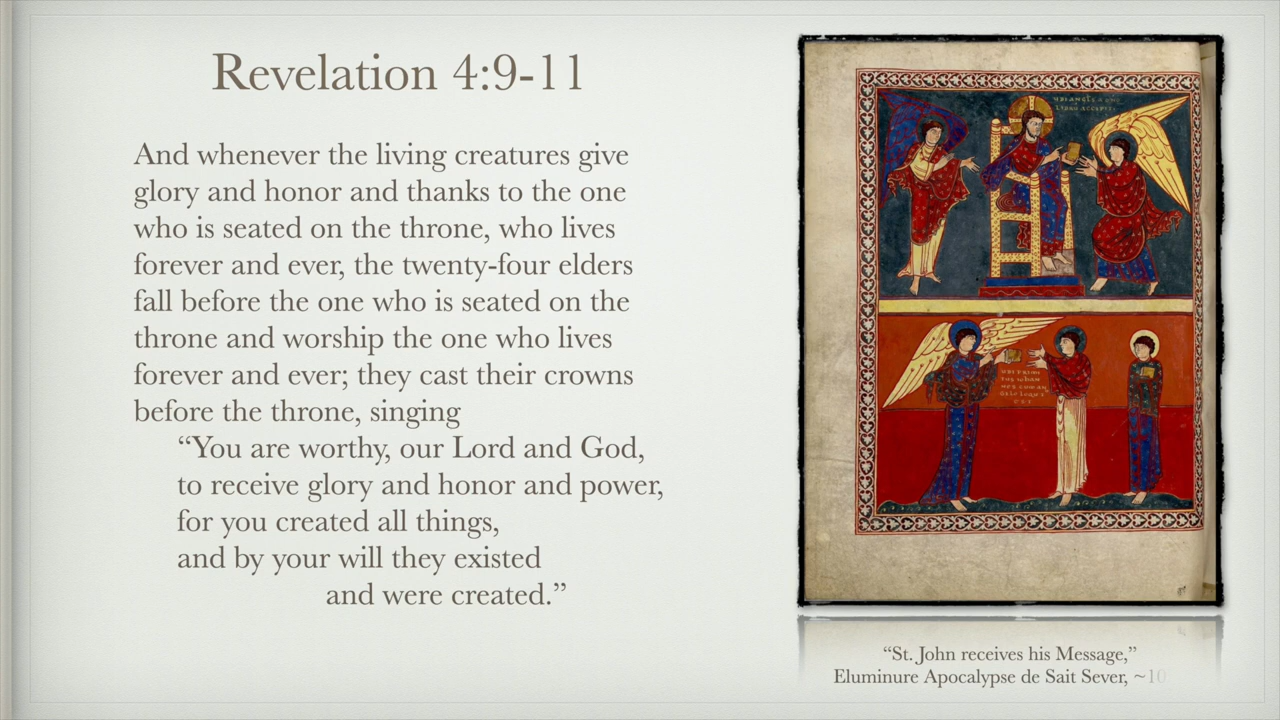 Revelation 4:9-11
And whenever the living creatures give
glory and honor and thanks to the one
who is seated on the throne, who lives
forever and ever, the twenty-four elders
fall before the one who is seated on the
throne and worship the one who lives
forever and ever; they cast their crowns
before the throne, singing
“You are worthy, our Lord and God,
to receive glory and honor and power,
for you created all things,
and by your will they existed
and were created.”
“St. John receives his Message,”
Eluminure Apocalypse de Sait Sever, ~10